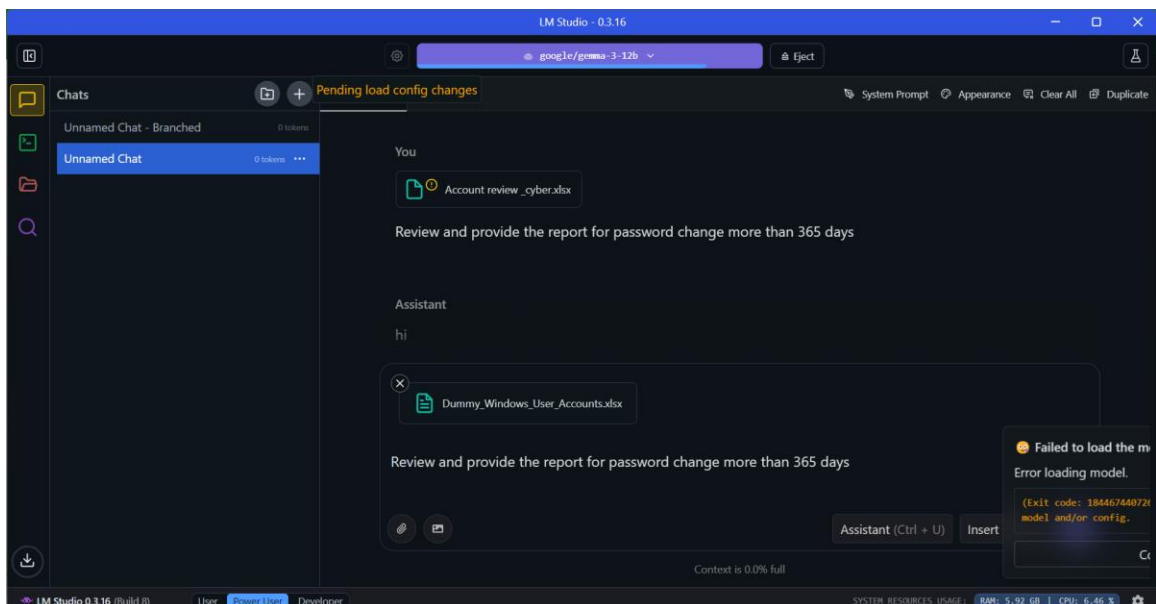 LM Studio - 0.3.16
google/gemma-3-12b
Eject
Chats
Pending load config changes
System Prompt
Appearance
Clear All
Duplicate
Unnamed Chat - Branched
0 tokens
Unnamed Chat
0 tokens
You
Account review _cyber.xlsx
Review and provide the report for password change more than 365 days
Assistant
hi
Dummy_Windows_User_Accounts.xlsx
Review and provide the report for password change more than 365 days
Failed to load the m
Error loading model.
(Exit code: 184467440726
model and/or config.
Assistant (Ctrl + U)
Insert
Context is 0.0% full
LM Studio 0.3.16 (Build 8)
User
Power User
Developer
SYSTEM RESOURCES USAGE:
RAM: 5.92 GB | CPU: 6.46 %